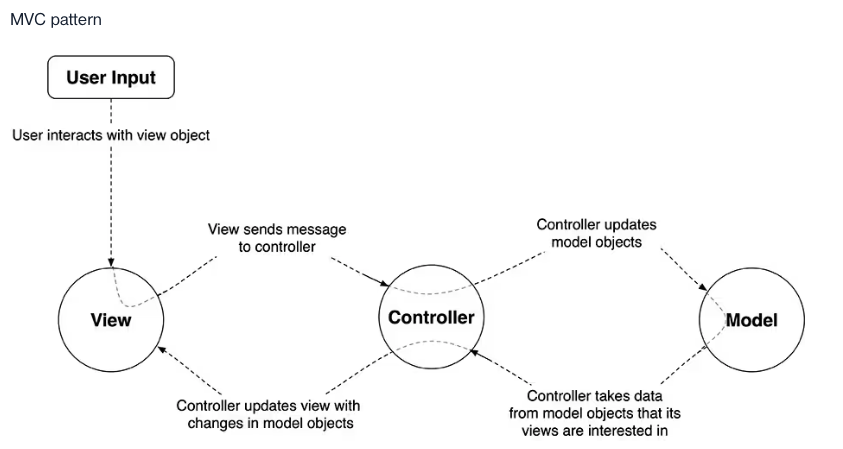 MVC pattern
User Input
User interacts with view object
View sends message
to controller
Controller updates
model objects
View
Controller
Model
Controller updates view with
changes in model objects
Controller takes data
from model objects that its
views are interested in